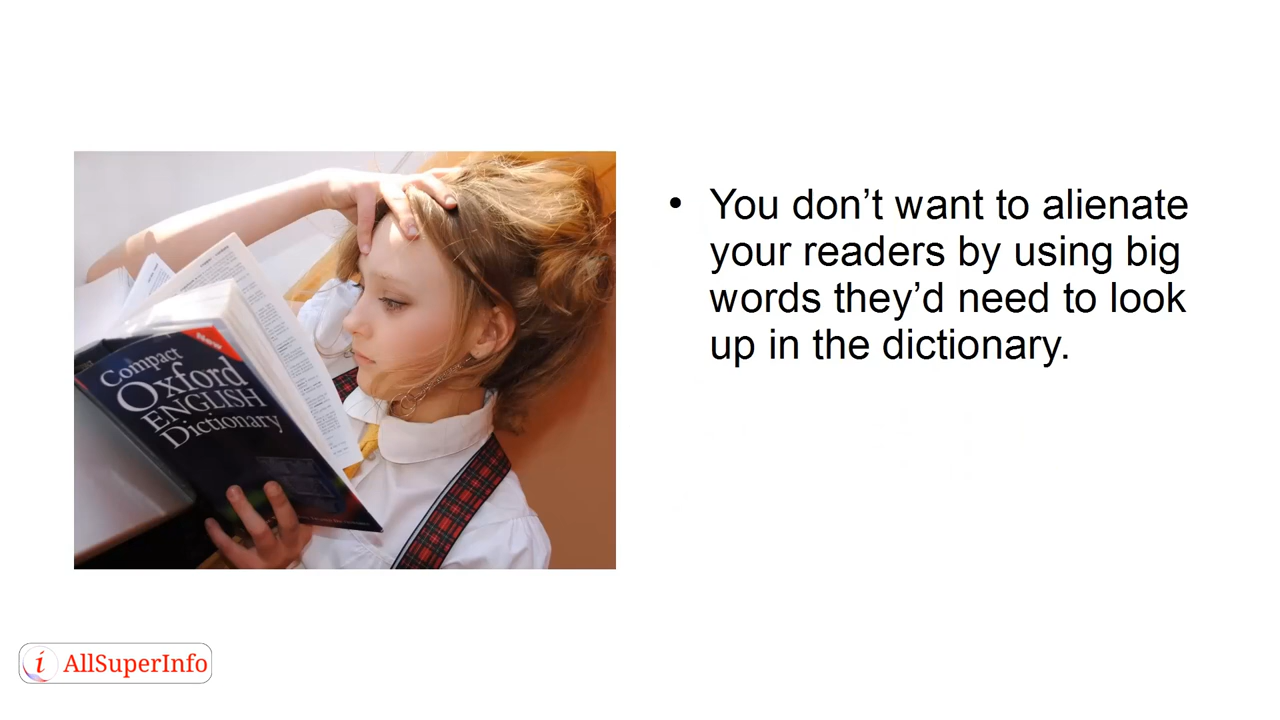 New
Compact
Oxford
ENGLISH
Dictionary
• You don’t want to alienate
your readers by using big
words they’d need to look
up in the dictionary.
i AllSuperInfo